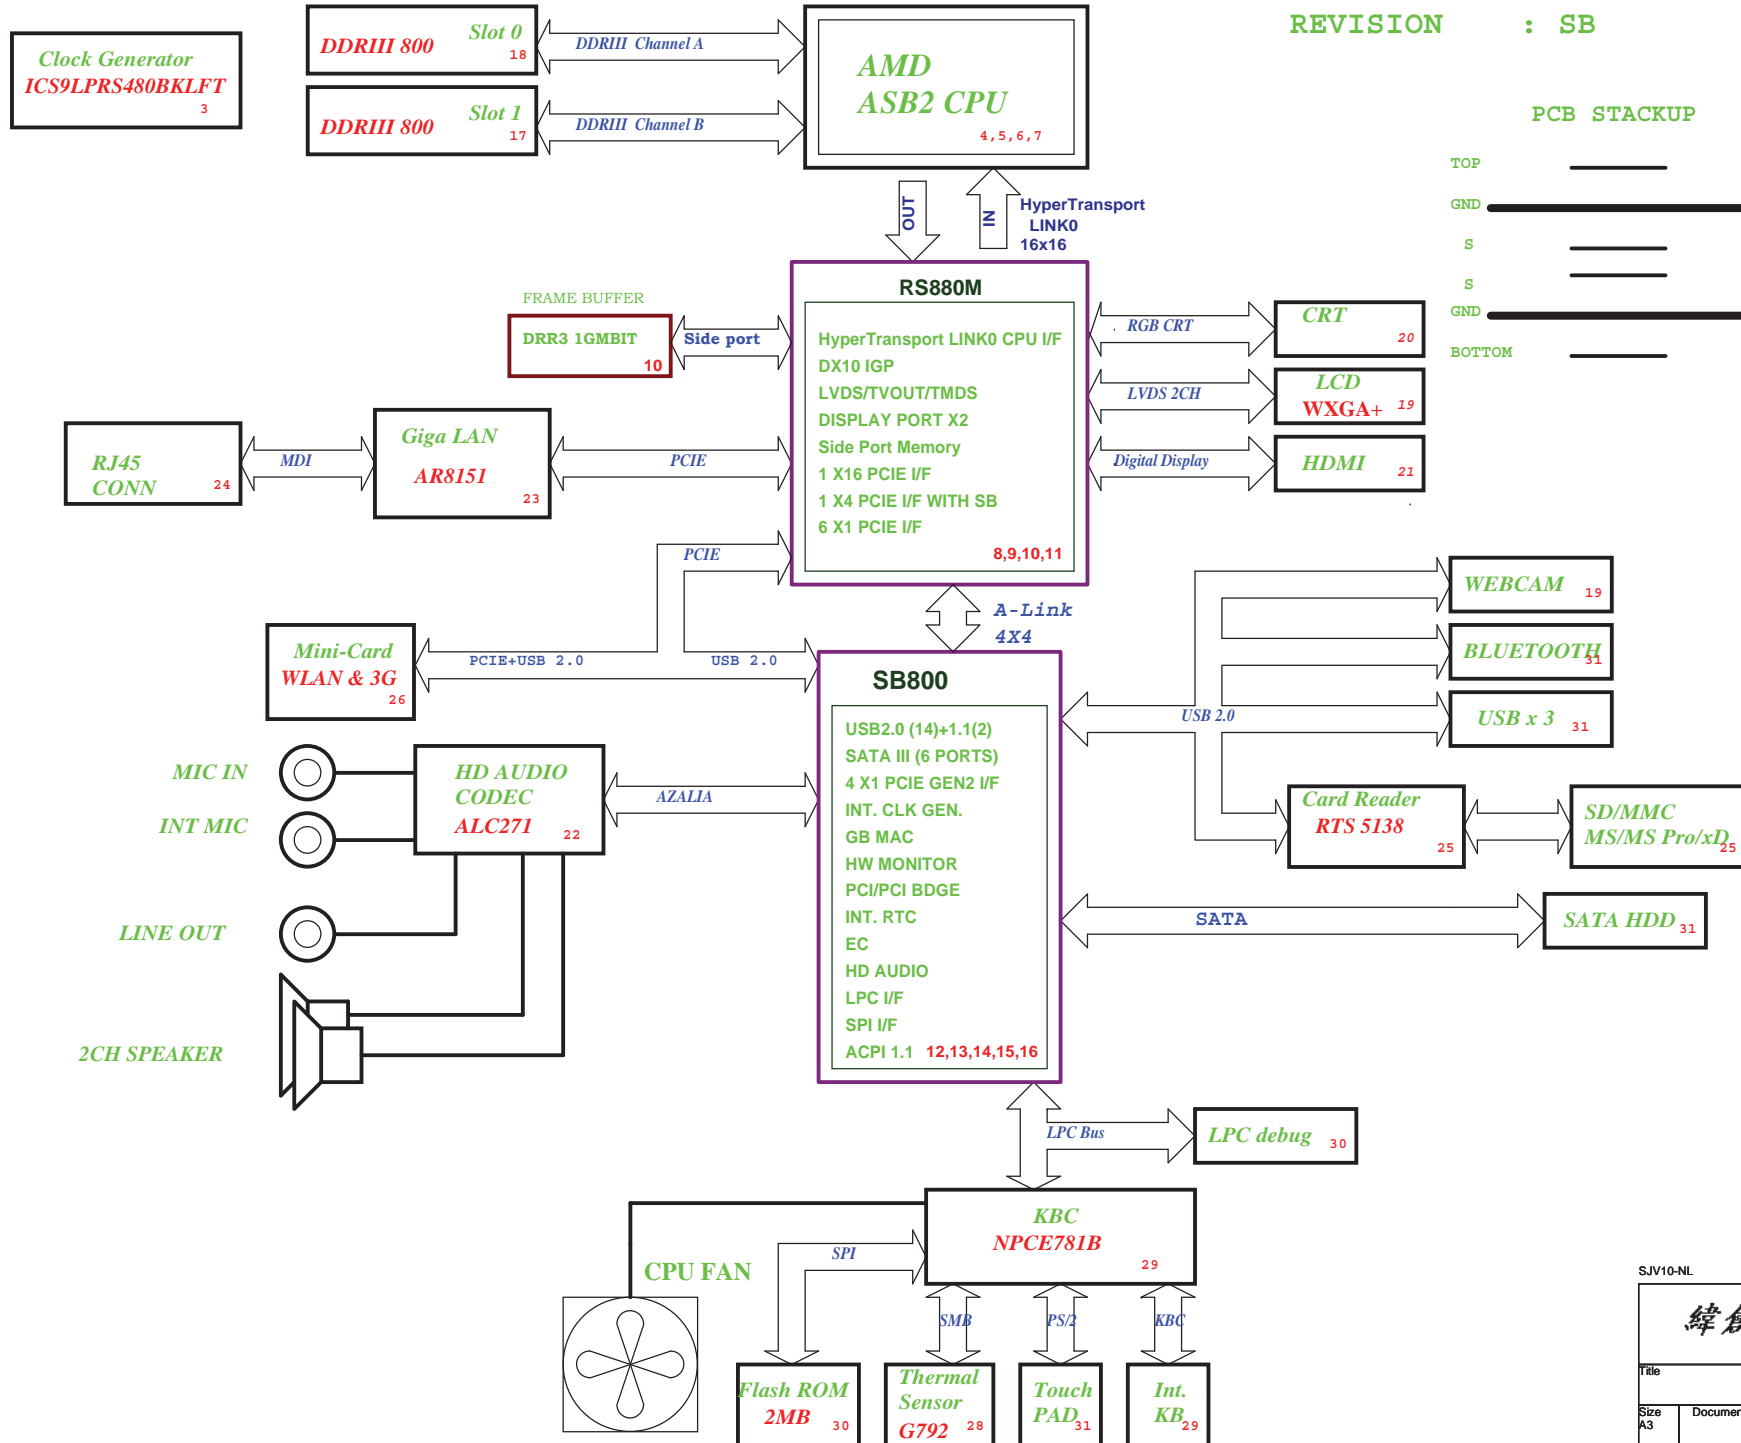 REVISION : SB
Clock Generator
ICS9LPRS480BKLFT
3
DDRIII 800 Slot 0
18
DDRIII Channel A
DDRIII 800 Slot 1
17
DDRIII Channel B
AMD
ASB2 CPU
4,5,6,7
PCB STACKUP
TOP
GND
S
S
GND
BOTTOM
OUT
IN
HyperTransport
LINK0
16x16
RS880M
HyperTransport LINK0 CPU I/F
DX10 IGP
LVDS/TVOUT/TMDS
DISPLAY PORT X2
Side Port Memory
1 X16 PCIE I/F
1 X4 PCIE I/F WITH SB
6 X1 PCIE I/F
8,9,10,11
FRAME BUFFER
DRR3 1GMBIT
10
Side port
RGB CRT
CRT
20
LVDS 2CH
LCD
WXGA+ 19
Digital Display
HDMI
21
RJ45
CONN
24
MDI
Giga LAN
AR8151
23
PCIE
PCIE
A-Link
4X4
Mini-Card
WLAN & 3G
26
PCIE+USB 2.0
USB 2.0
SB800
USB2.0 (14)+1.1(2)
SATA III (6 PORTS)
4 X1 PCIE GEN2 I/F
INT. CLK GEN.
GB MAC
HW MONITOR
PCI/PCI BDGE
INT. RTC
EC
HD AUDIO
LPC I/F
SPI I/F
ACPI 1.1 12,13,14,15,16
WEBCAM 19
BLUETOOTH
31
USB 2.0
USB x 3 31
Card Reader
RTS 5138
25
SD/MMC
MS/MS Pro/xD
25
SATA
SATA HDD 31
MIC IN
INT MIC
LINE OUT
2CH SPEAKER
HD AUDIO
CODEC
ALC271 22
AZALIA
LPC Bus
LPC debug 30
KBC
NPCE781B
29
CPU FAN
SPI
SMB
PS/2
KBC
Flash ROM
2MB
30
Thermal
Sensor
G792 28
Touch
PAD
31
Int.
KB
29
SJV10-NL
Title
Size
A3